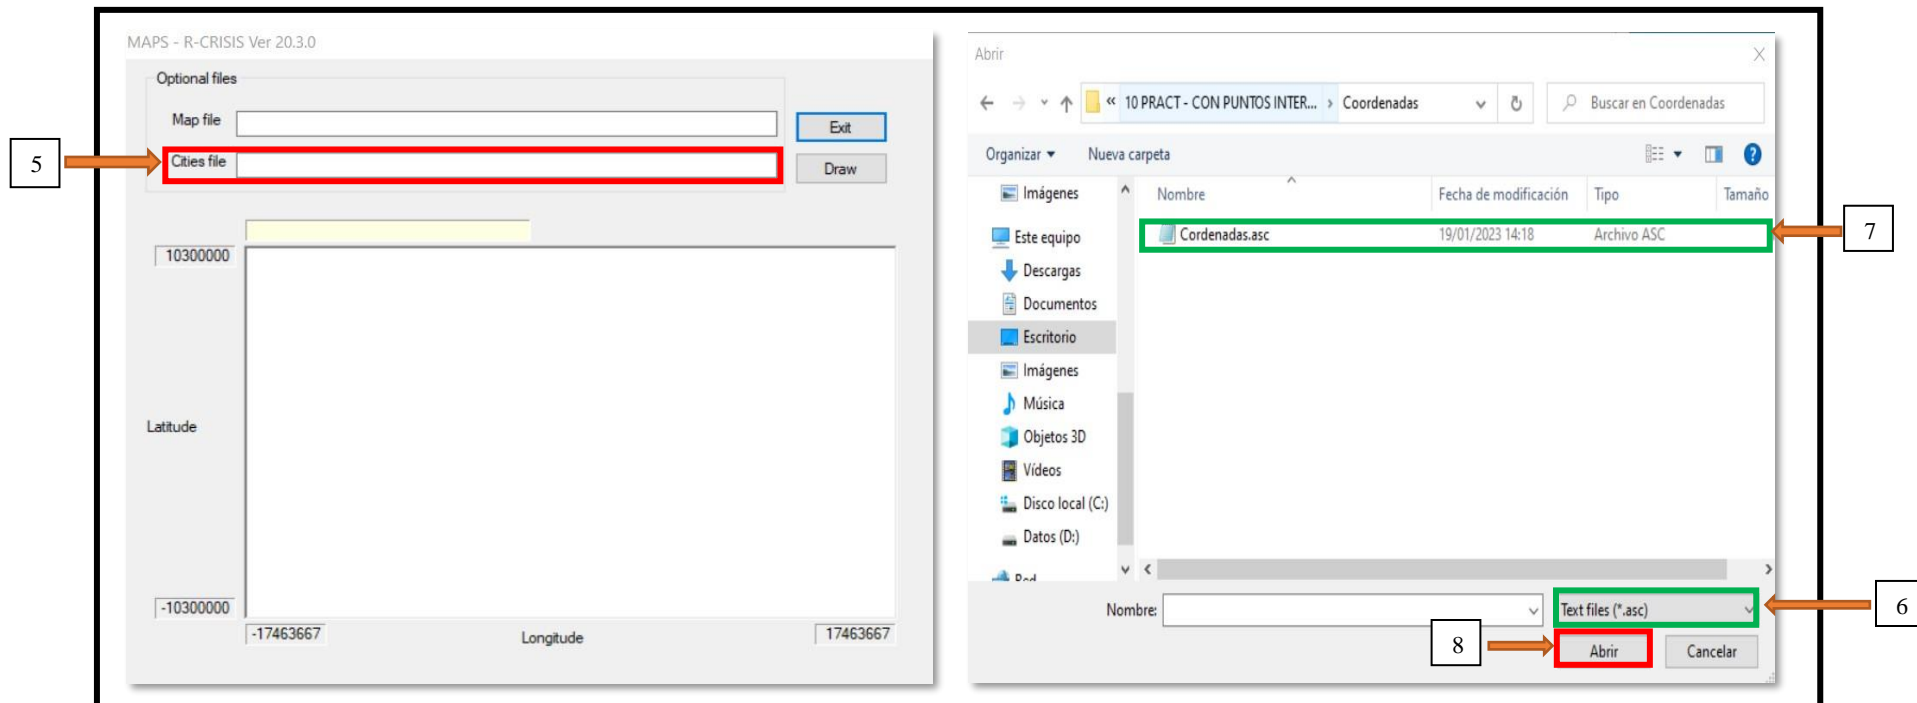 MAPS - R-CRISIS Ver 20.3.0
Optional files
Map file
Exit
5
Cities file
Draw
10300000
Latitude
-10300000
-17463667
Longitude
17463667
Abrir
« 10 PRACT - CON PUNTOS INTER... › Coordenadas
Buscar en Coordenadas
Organizar
Nueva carpeta
Nombre
Fecha de modificación
Tipo
Tamaño
Imágenes
Este equipo
Descargas
Documentos
Escritorio
Imágenes
Música
Objetos 3D
Vídeos
Disco local (C:)
Datos (D:)
Red
Cordenadas.asc
19/01/2023 14:18
Archivo ASC
7
Nombre:
Text files (*.asc)
6
8
Abrir
Cancelar